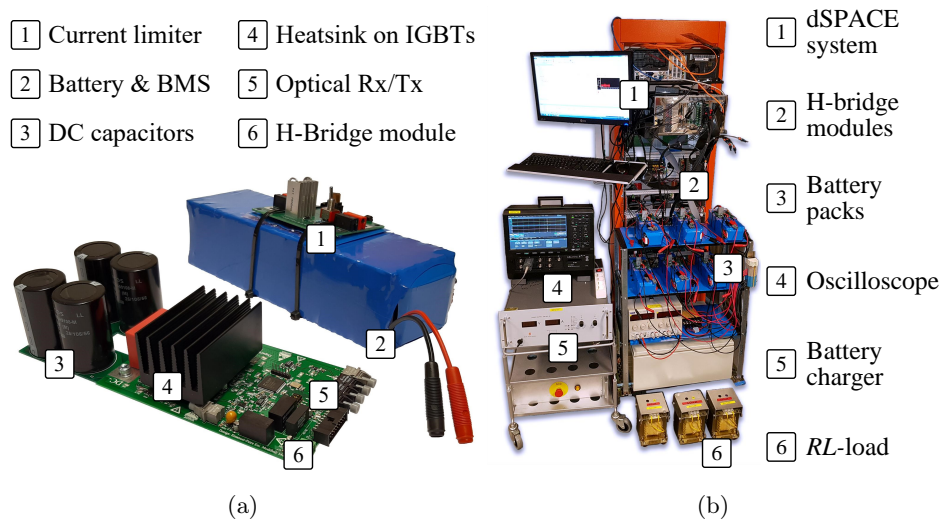 1 Current limiter
2 Battery & BMS
3 DC capacitors
4 Heatsink on IGBTs
5 Optical Rx/Tx
6 H-Bridge module
1
2
3
4
5
6
(a)
1 dSPACE
system
2 H-bridge
modules
3 Battery
packs
4 Oscilloscope
5 Battery
charger
6 RL-load
1
2
3
4
5
6
(b)